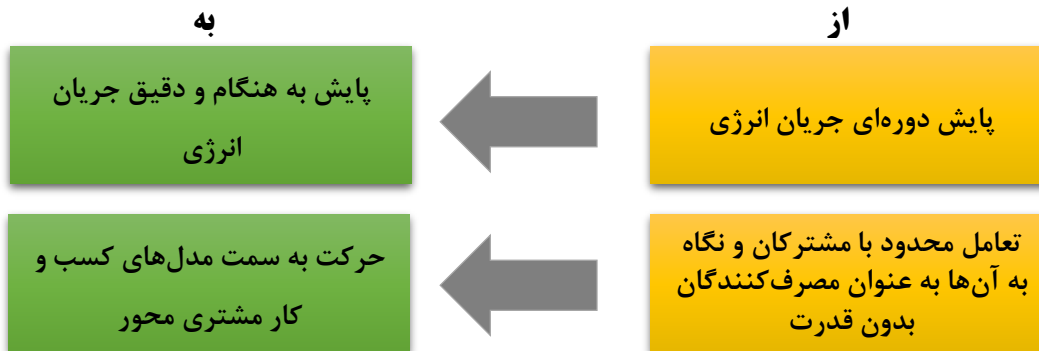 از
به
پایش دوره‌ای جریان انرژی
پایش به هنگام و دقیق جریان
انرژی
تعامل محدود با مشترکان و نگاه
به آن‌ها به عنوان مصرف‌کنندگان
بدون قدرت
حرکت به سمت مدل‌های کسب و
کار مشتری محور